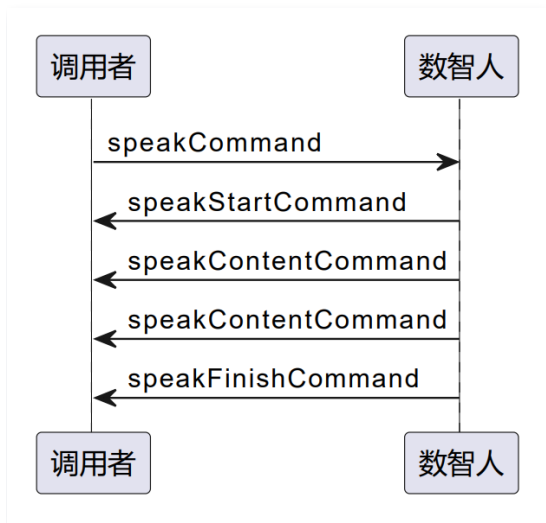 调用者 数智人
speakCommand
speakStartCommand
speakContentCommand
speakContentCommand
speakFinishCommand
调用者 数智人